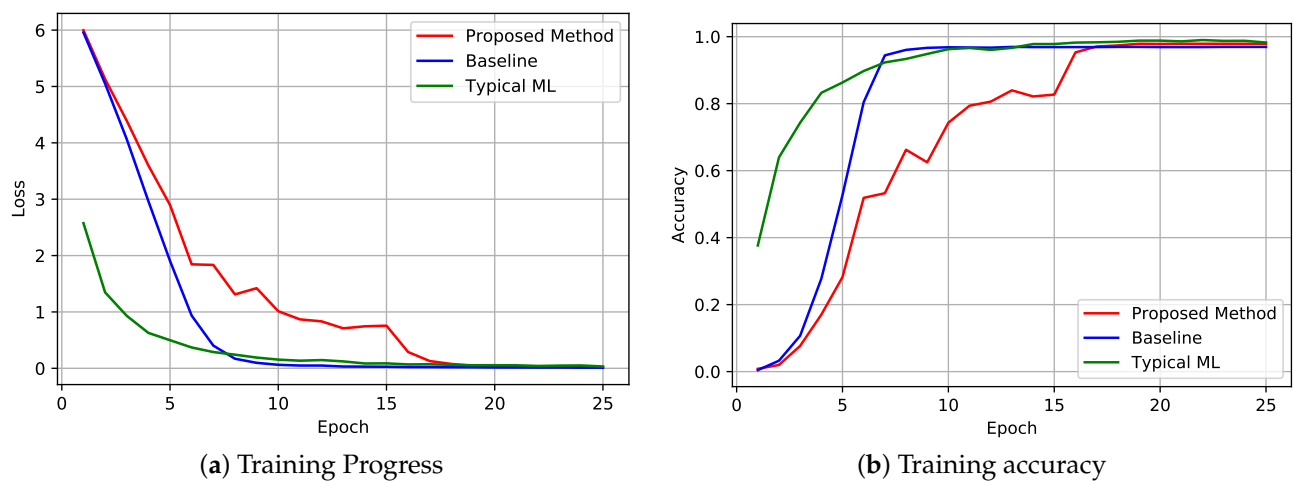 6
5
4
3
2
1
0
Loss
0 5 10 15 20 25
Epoch
Proposed Method
Baseline
Typical ML
(a) Training Progress
1.0
0.8
0.6
0.4
0.2
0.0
Accuracy
0 5 10 15 20 25
Epoch
Proposed Method
Baseline
Typical ML
(b) Training accuracy